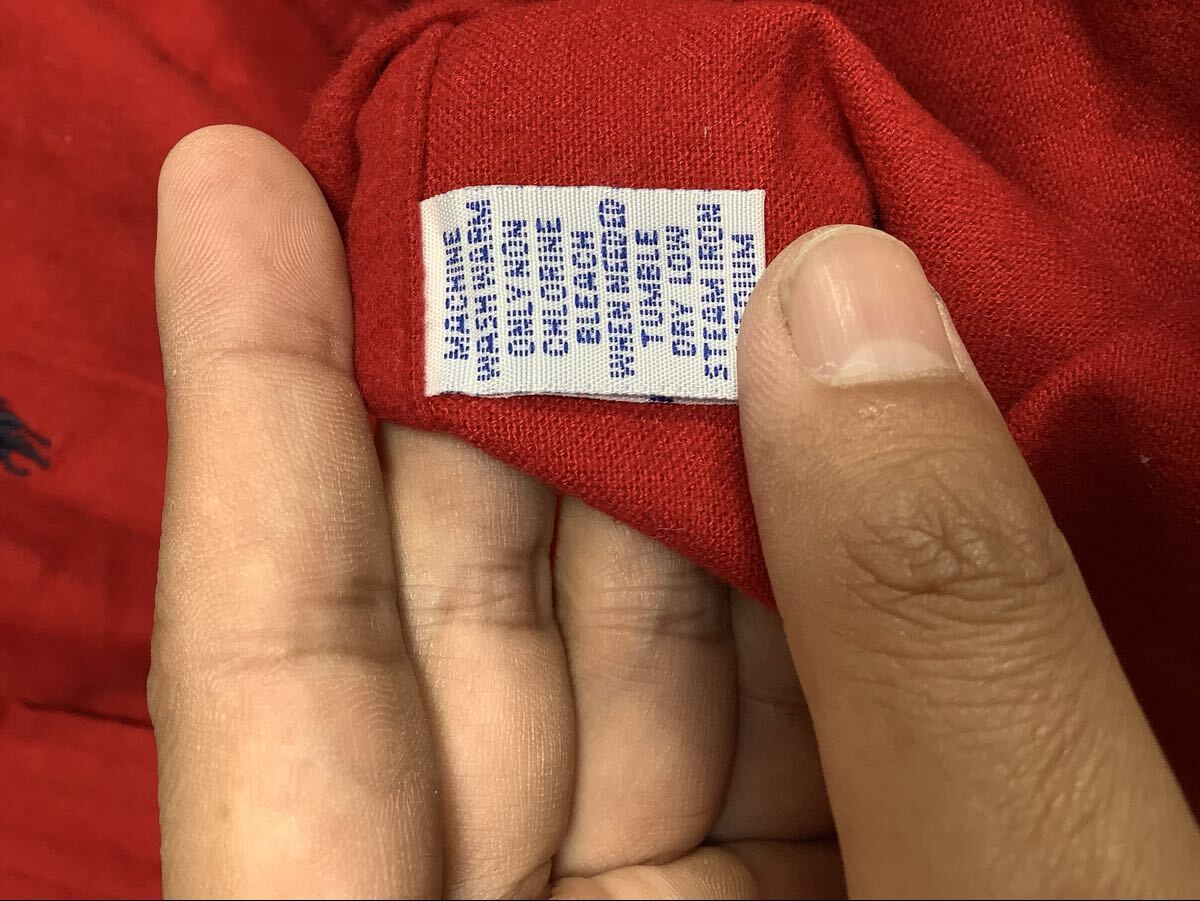 MACHINE
WASH WARM
ONLY NON
CHLORINE
BLEACH
WHEN NEEDED
TUMBLE
DRY LOW
STEAM IRON